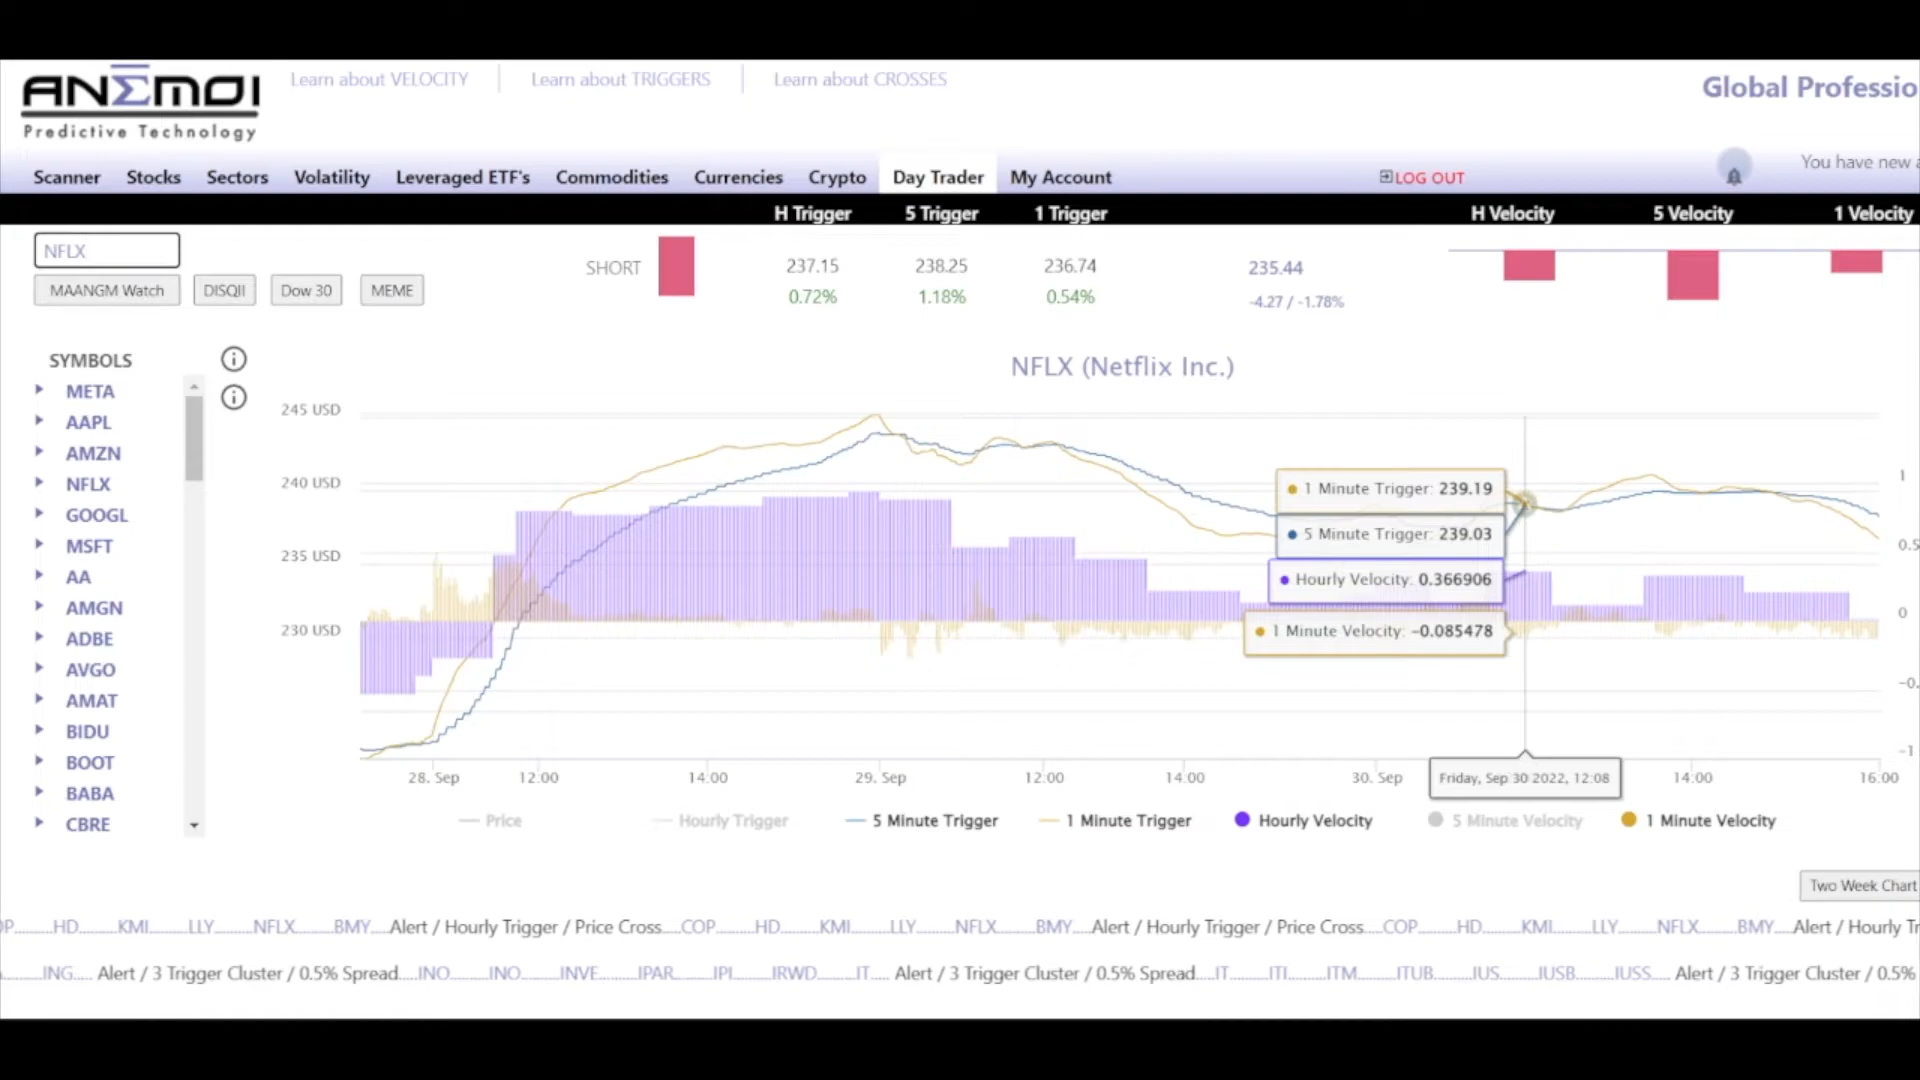 ANΣMOI
Predictive Technology
Learn about VELOCITY
Learn about TRIGGERS
Learn about CROSSES
Global Professio
Scanner Stocks Sectors Volatility Leveraged ETF's Commodities Currencies Crypto Day Trader My Account LOG OUT You have new a
H Trigger 5 Trigger 1 Trigger H Velocity 5 Velocity 1 Velocity
NFLX
MAANGM Watch DISQII Dow 30 MEME
SHORT 237.15 238.25 236.74 235.44
0.72% 1.18% 0.54% -4.27 / -1.78%
SYMBOLS
META
AAPL
AMZN
NFLX
GOOGL
MSFT
AA
AMGN
ADBE
AVGO
AMAT
BIDU
BOOT
BABA
CBRE
NFLX (Netflix Inc.)
245 USD
240 USD
235 USD
230 USD
1
0.5
0
-0.
-1
1 Minute Trigger: 239.19
5 Minute Trigger: 239.03
Hourly Velocity: 0.366906
1 Minute Velocity: -0.085478
28. Sep 12:00 14:00 29. Sep 12:00 14:00 30. Sep Friday, Sep 30 2022, 12:08 14:00 16:00
Price Hourly Trigger 5 Minute Trigger 1 Minute Trigger Hourly Velocity 5 Minute Velocity 1 Minute Velocity
Two Week Chart
OP.........HD.........KMI.........LLY.........NFLX.........BMY....Alert / Hourly Trigger / Price Cross....COP.........HD.........KMI.........LLY.........NFLX.........BMY....Alert / Hourly Trigger / Price Cross....COP.........HD.........KMI.........LLY.........NFLX.........BMY....Alert / Hourly Tr
ING.... Alert / 3 Trigger Cluster / 0.5% Spread....INO.........INO.........INVE.........IPAR.........IPI.........IRWD.........IT.... Alert / 3 Trigger Cluster / 0.5% Spread....IT.........ITI.........ITM.........ITUB.........IUS.........IUSB.........IUSS.... Alert / 3 Trigger Cluster / 0.5%